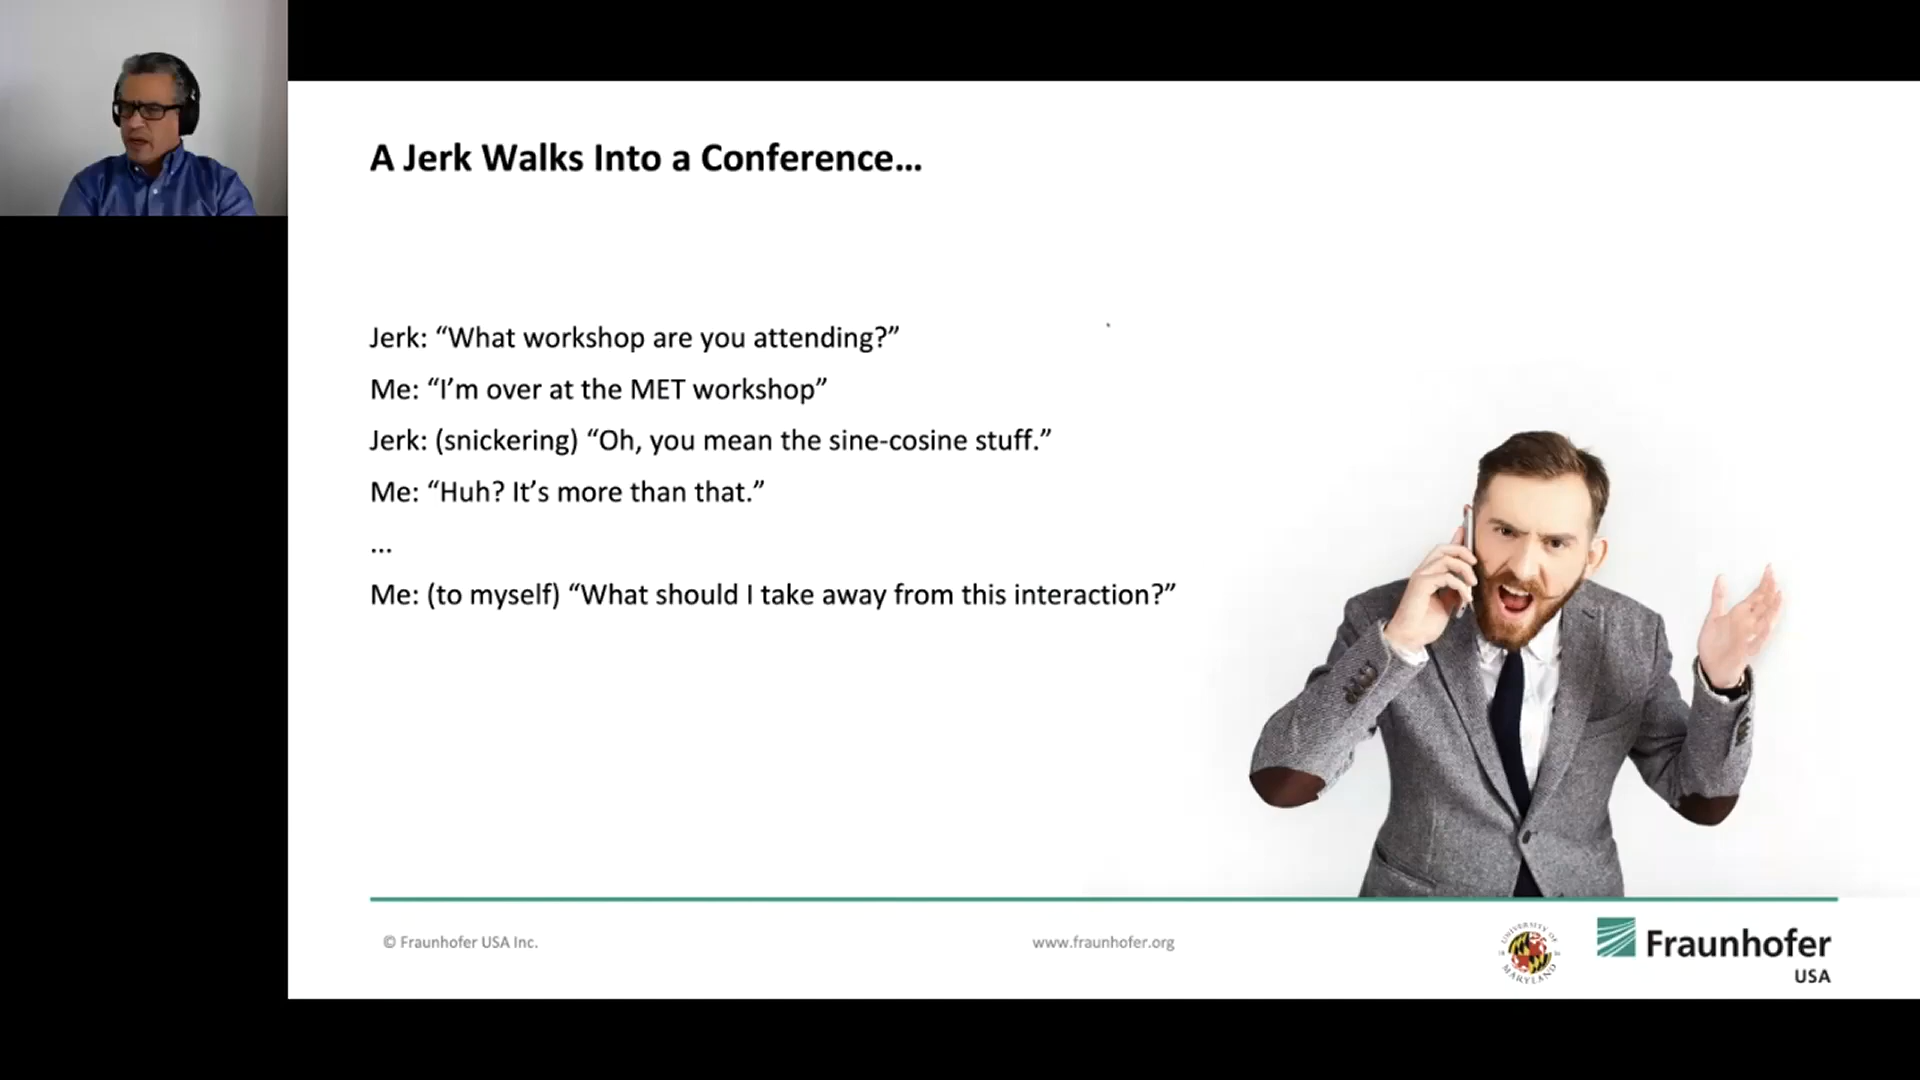 A Jerk Walks Into a Conference...
Jerk: “What workshop are you attending?”
Me: “I’m over at the MET workshop”
Jerk: (snickering) “Oh, you mean the sine-cosine stuff.”
Me: “Huh? It’s more than that.”
...
Me: (to myself) “What should I take away from this interaction?”
© Fraunhofer USA Inc.
www.fraunhofer.org
UNIVERSITY OF
MARYLAND
Fraunhofer
USA